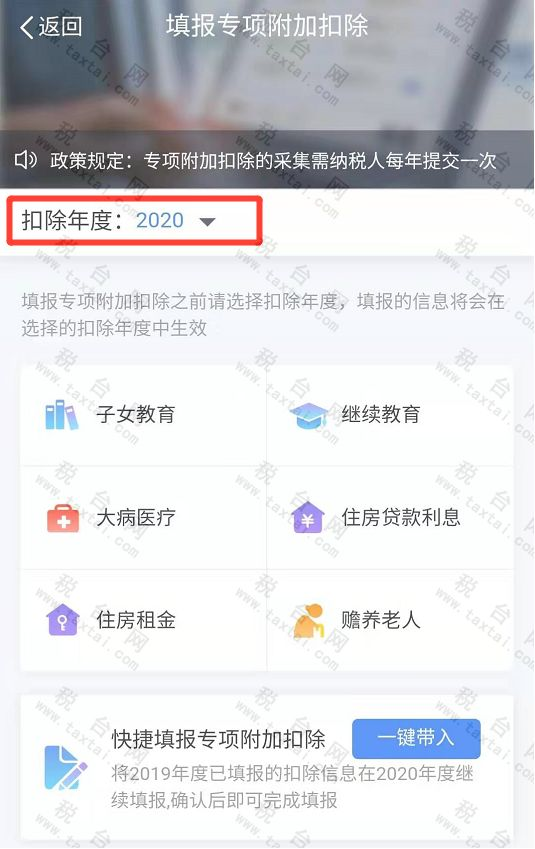 返回
填报专项附加扣除
政策规定：专项附加扣除的采集需纳税人每年提交一次
扣除年度：2020
填报专项附加扣除之前请选择扣除年度，填报的信息将会在
选择的扣除年度中生效
子女教育
继续教育
大病医疗
住房贷款利息
住房租金
赡养老人
快捷填报专项附加扣除
一键带入
将2019年度已填报的扣除信息在2020年度继
续填报,确认后即可完成填报
税台网
www.taxtai.com